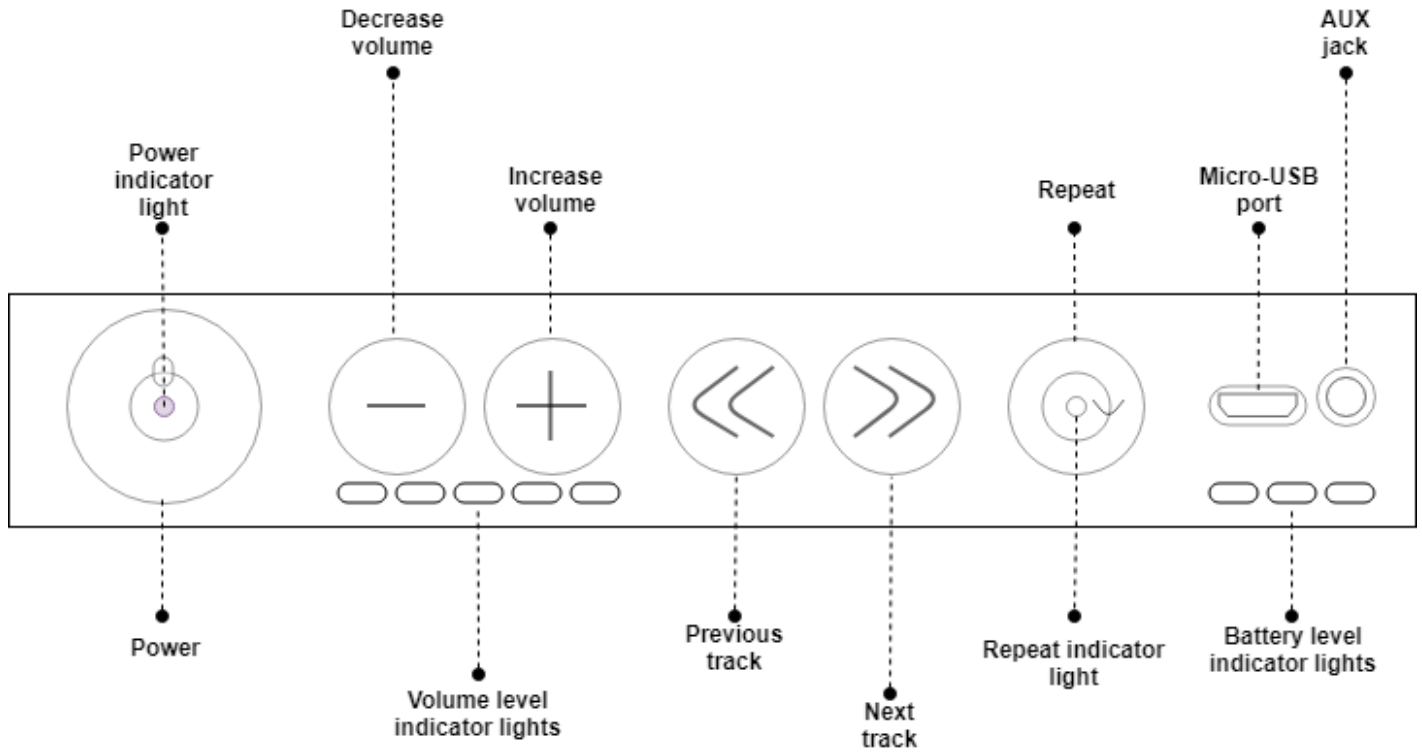 Decrease
volume
AUX
jack
Power
indicator
light
Increase
volume
Repeat
Micro-USB
port
Power
Previous
track
Repeat indicator
light
Battery level
indicator lights
Volume level
indicator lights
Next
track